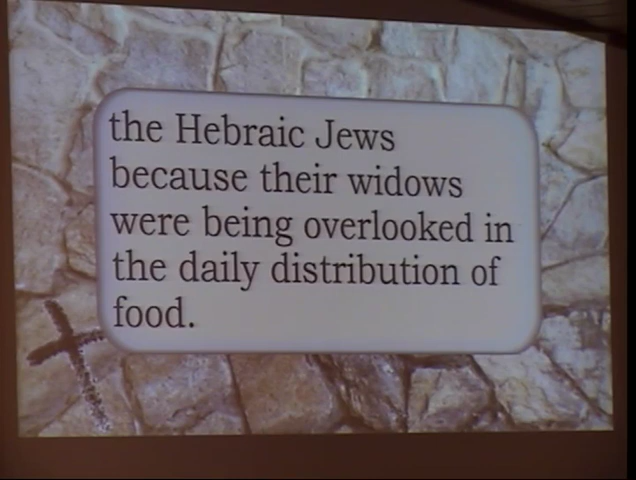 the Hebraic Jews
because their widows
were being overlooked in
the daily distribution of
food.